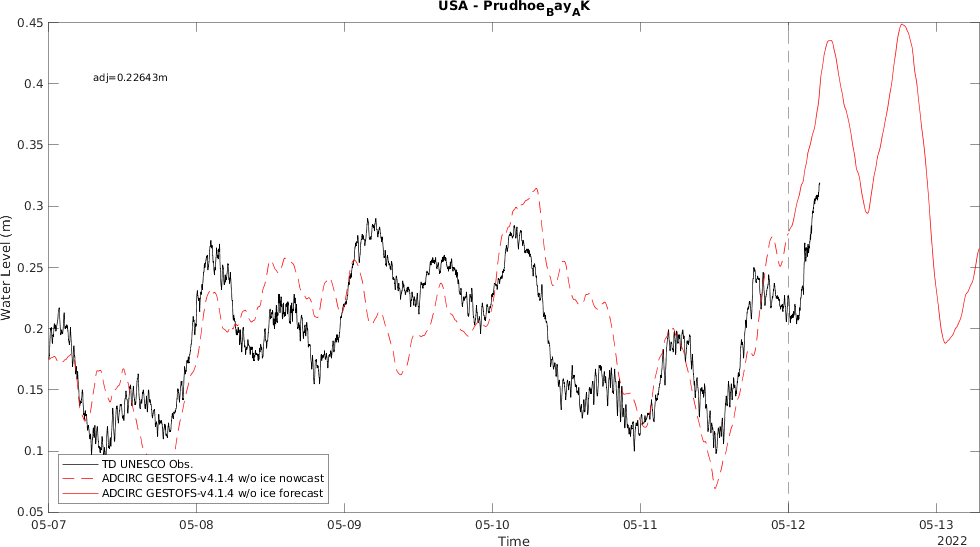 USA - Prudhoe_Bay_AK
0.45
0.4
0.35
0.3
0.25
0.2
0.15
0.1
0.05
Water Level (m)
adj=0.22643m
TD UNESCO Obs.
ADCIRC GESTOFS-v4.1.4 w/o ice nowcast
ADCIRC GESTOFS-v4.1.4 w/o ice forecast
05-07 05-08 05-09 05-10 05-11 05-12 05-13
Time
2022